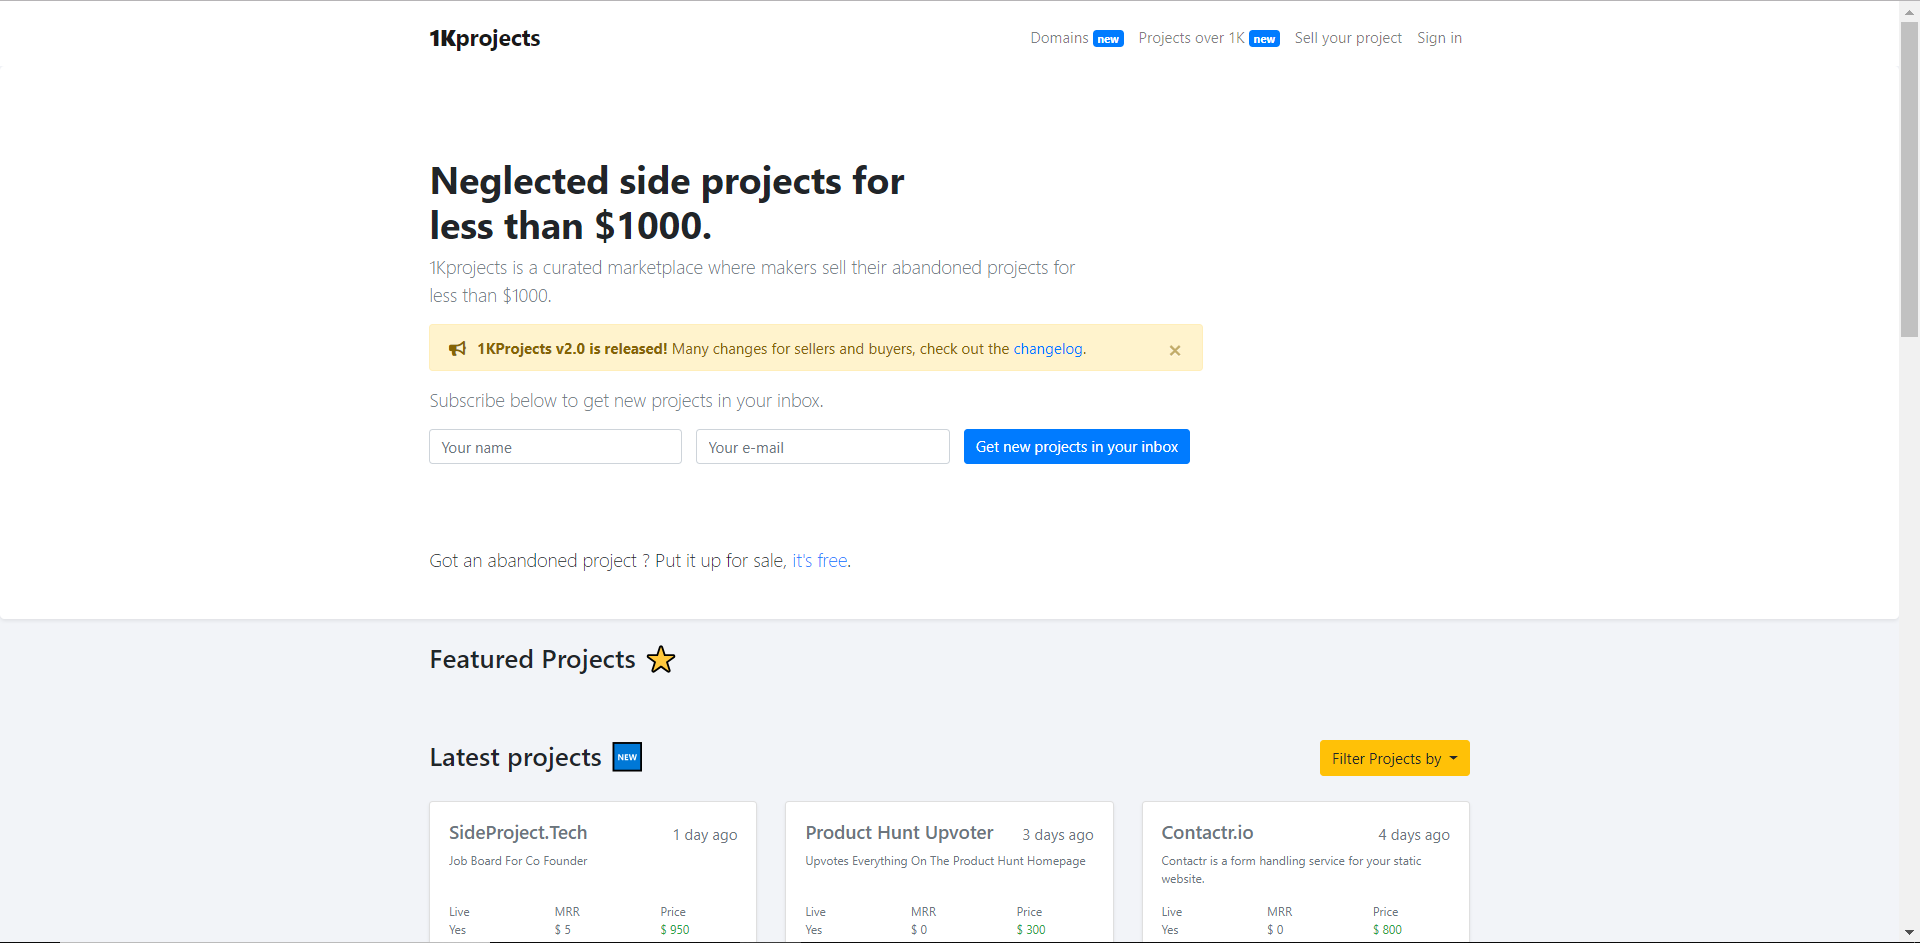 1Kprojects
Domains new Projects over 1K new Sell your project Sign in
Neglected side projects for
less than $1000.
1Kprojects is a curated marketplace where makers sell their abandoned projects for
less than $1000.
1KProjects v2.0 is released! Many changes for sellers and buyers, check out the changelog. ×
Subscribe below to get new projects in your inbox.
Your name Your e-mail Get new projects in your inbox
Got an abandoned project ? Put it up for sale, it's free.
Featured Projects
Latest projects NEW Filter Projects by
SideProject.Tech 1 day ago
Job Board For Co Founder
Live MRR Price
Yes $ 5 $ 950
Product Hunt Upvoter 3 days ago
Upvotes Everything On The Product Hunt Homepage
Live MRR Price
Yes $ 0 $ 300
Contactr.io 4 days ago
Contactr is a form handling service for your static
website.
Live MRR Price
Yes $ 0 $ 800